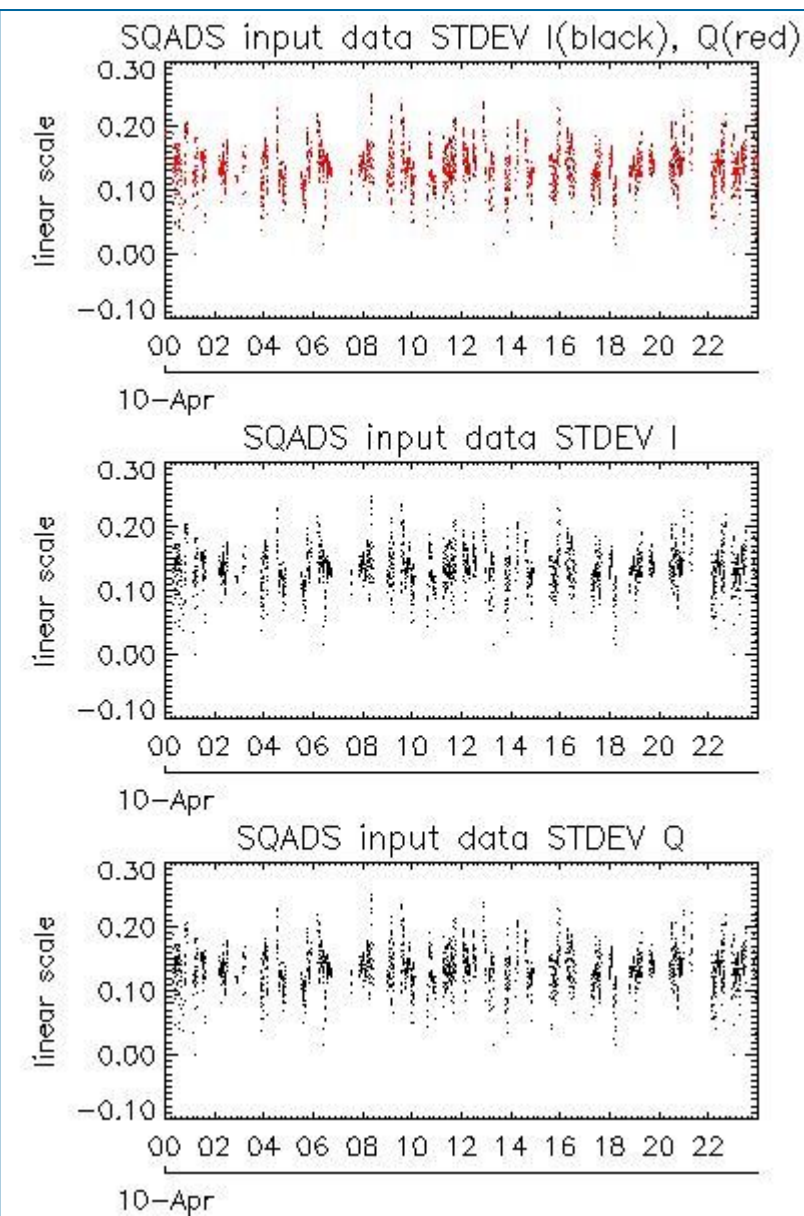 SQADS input data STDEV I(black), Q(red)
0.30
0.20
0.10
0.00
-0.10
linear scale
00 02 04 06 08 10 12 14 16 18 20 22
10-Apr
SQADS input data STDEV I
0.30
0.20
0.10
0.00
-0.10
linear scale
00 02 04 06 08 10 12 14 16 18 20 22
10-Apr
SQADS input data STDEV Q
0.30
0.20
0.10
0.00
-0.10
linear scale
00 02 04 06 08 10 12 14 16 18 20 22
10-Apr